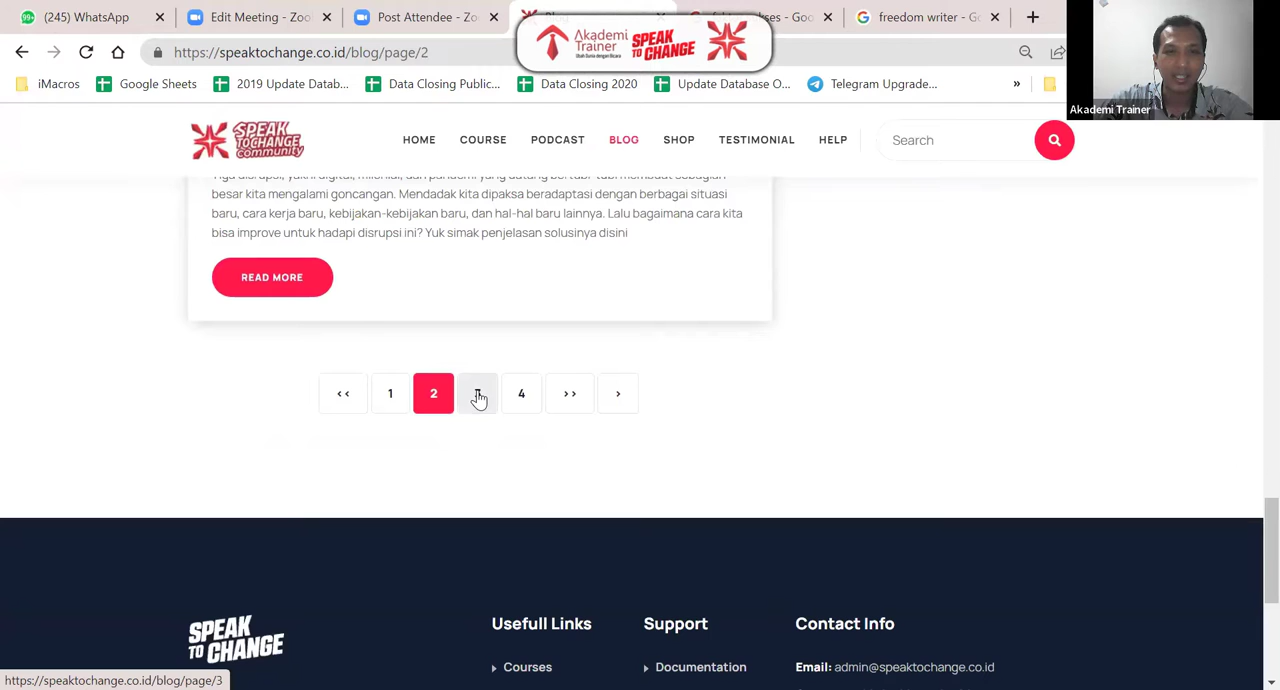 (245) WhatsApp
Edit Meeting - Zoo
Post Attendee - Zo
freedom writer - G
https://speaktochange.co.id/blog/page/2
Akademi
Trainer
Ubah Dunia dengan Bicara
SPEAK
TO CHANGE
iMacros
Google Sheets
2019 Update Datab...
Data Closing Public...
Data Closing 2020
Update Database O...
Telegram Upgrade...
»
Akademi Trainer
SPEAK
TO CHANGE
community
HOME
COURSE
PODCAST
BLOG
SHOP
TESTIMONIAL
HELP
Search
besar kita mengalami goncangan. Mendadak kita dipaksa beradaptasi dengan berbagai situasi
baru, cara kerja baru, kebijakan-kebijakan baru, dan hal-hal baru lainnya. Lalu bagaimana cara kita
bisa improve untuk hadapi disrupsi ini? Yuk simak penjelasan solusinya disini
READ MORE
<< 1 2 4 >> >
SPEAK
TO CHANGE
Usefull Links
Courses
Support
Documentation
Contact Info
Email: admin@speaktochange.co.id
https://speaktochange.co.id/blog/page/3